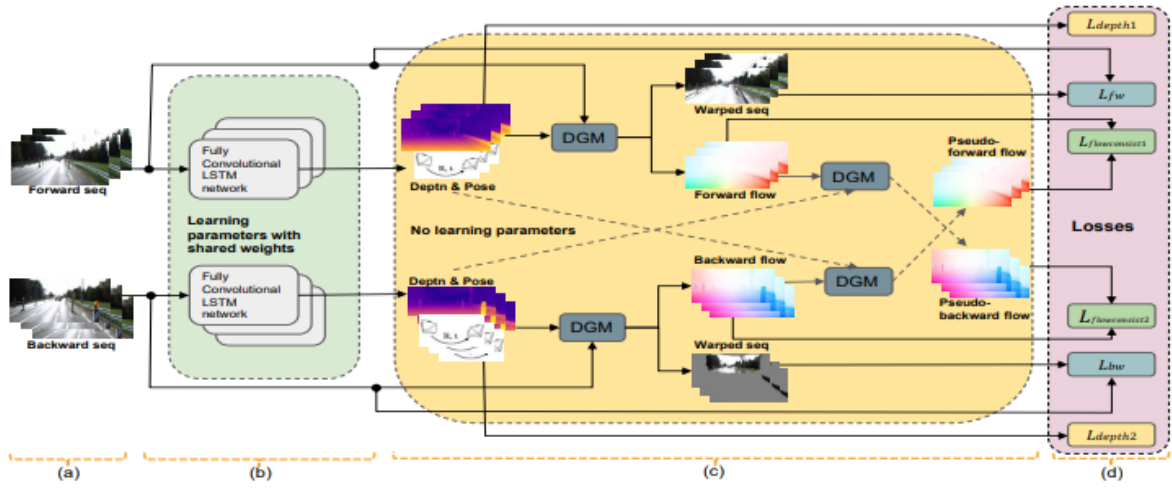 Forward seq
Backward seq
Fully
Convolutional
LSTM
network
Learning
parameters with
shared weights
Fully
Convolutional
LSTM
network
Deptn & Pose
R, t
No learning parameters
Deptn & Pose
R, t
DGM
DGM
Warped seq
Forward flow
Backward flow
Warped seq
DGM
DGM
Pseudo-
forward flow
Pseudo-
backward flow
Ldepth1
Lfw
Lflowconsist1
Losses
Lflowconsist2
Lbw
Ldepth2
(a)
(b)
(c)
(d)